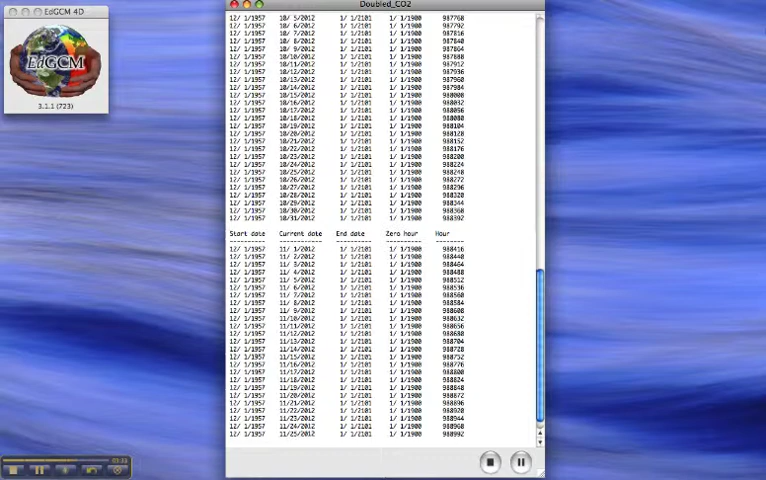 EdGCM 4D
EdGCM
3.1.1 (723)
Doubled_CO2
12/ 1/1957 10/ 5/2012 1/ 1/2101 1/ 1/1900 987768
12/ 1/1957 10/ 6/2012 1/ 1/2101 1/ 1/1900 987792
12/ 1/1957 10/ 7/2012 1/ 1/2101 1/ 1/1900 987816
12/ 1/1957 10/ 8/2012 1/ 1/2101 1/ 1/1900 987840
12/ 1/1957 10/ 9/2012 1/ 1/2101 1/ 1/1900 987864
12/ 1/1957 10/10/2012 1/ 1/2101 1/ 1/1900 987888
12/ 1/1957 10/11/2012 1/ 1/2101 1/ 1/1900 987912
12/ 1/1957 10/12/2012 1/ 1/2101 1/ 1/1900 987936
12/ 1/1957 10/13/2012 1/ 1/2101 1/ 1/1900 987960
12/ 1/1957 10/14/2012 1/ 1/2101 1/ 1/1900 987984
12/ 1/1957 10/15/2012 1/ 1/2101 1/ 1/1900 988008
12/ 1/1957 10/16/2012 1/ 1/2101 1/ 1/1900 988032
12/ 1/1957 10/17/2012 1/ 1/2101 1/ 1/1900 988056
12/ 1/1957 10/18/2012 1/ 1/2101 1/ 1/1900 988080
12/ 1/1957 10/19/2012 1/ 1/2101 1/ 1/1900 988104
12/ 1/1957 10/20/2012 1/ 1/2101 1/ 1/1900 988128
12/ 1/1957 10/21/2012 1/ 1/2101 1/ 1/1900 988152
12/ 1/1957 10/22/2012 1/ 1/2101 1/ 1/1900 988176
12/ 1/1957 10/23/2012 1/ 1/2101 1/ 1/1900 988200
12/ 1/1957 10/24/2012 1/ 1/2101 1/ 1/1900 988224
12/ 1/1957 10/25/2012 1/ 1/2101 1/ 1/1900 988248
12/ 1/1957 10/26/2012 1/ 1/2101 1/ 1/1900 988272
12/ 1/1957 10/27/2012 1/ 1/2101 1/ 1/1900 988296
12/ 1/1957 10/28/2012 1/ 1/2101 1/ 1/1900 988320
12/ 1/1957 10/29/2012 1/ 1/2101 1/ 1/1900 988344
12/ 1/1957 10/30/2012 1/ 1/2101 1/ 1/1900 988368
12/ 1/1957 10/31/2012 1/ 1/2101 1/ 1/1900 988392
Start date Current date End date Zero hour Hour
12/ 1/1957 11/ 1/2012 1/ 1/2101 1/ 1/1900 988416
12/ 1/1957 11/ 2/2012 1/ 1/2101 1/ 1/1900 988440
12/ 1/1957 11/ 3/2012 1/ 1/2101 1/ 1/1900 988464
12/ 1/1957 11/ 4/2012 1/ 1/2101 1/ 1/1900 988488
12/ 1/1957 11/ 5/2012 1/ 1/2101 1/ 1/1900 988512
12/ 1/1957 11/ 6/2012 1/ 1/2101 1/ 1/1900 988536
12/ 1/1957 11/ 7/2012 1/ 1/2101 1/ 1/1900 988560
12/ 1/1957 11/ 8/2012 1/ 1/2101 1/ 1/1900 988584
12/ 1/1957 11/ 9/2012 1/ 1/2101 1/ 1/1900 988608
12/ 1/1957 11/10/2012 1/ 1/2101 1/ 1/1900 988632
12/ 1/1957 11/11/2012 1/ 1/2101 1/ 1/1900 988656
12/ 1/1957 11/12/2012 1/ 1/2101 1/ 1/1900 988680
12/ 1/1957 11/13/2012 1/ 1/2101 1/ 1/1900 988704
12/ 1/1957 11/14/2012 1/ 1/2101 1/ 1/1900 988728
12/ 1/1957 11/15/2012 1/ 1/2101 1/ 1/1900 988752
12/ 1/1957 11/16/2012 1/ 1/2101 1/ 1/1900 988776
12/ 1/1957 11/17/2012 1/ 1/2101 1/ 1/1900 988800
12/ 1/1957 11/18/2012 1/ 1/2101 1/ 1/1900 988824
12/ 1/1957 11/19/2012 1/ 1/2101 1/ 1/1900 988848
12/ 1/1957 11/20/2012 1/ 1/2101 1/ 1/1900 988872
12/ 1/1957 11/21/2012 1/ 1/2101 1/ 1/1900 988896
12/ 1/1957 11/22/2012 1/ 1/2101 1/ 1/1900 988920
12/ 1/1957 11/23/2012 1/ 1/2101 1/ 1/1900 988944
12/ 1/1957 11/24/2012 1/ 1/2101 1/ 1/1900 988968
12/ 1/1957 11/25/2012 1/ 1/2101 1/ 1/1900 988992